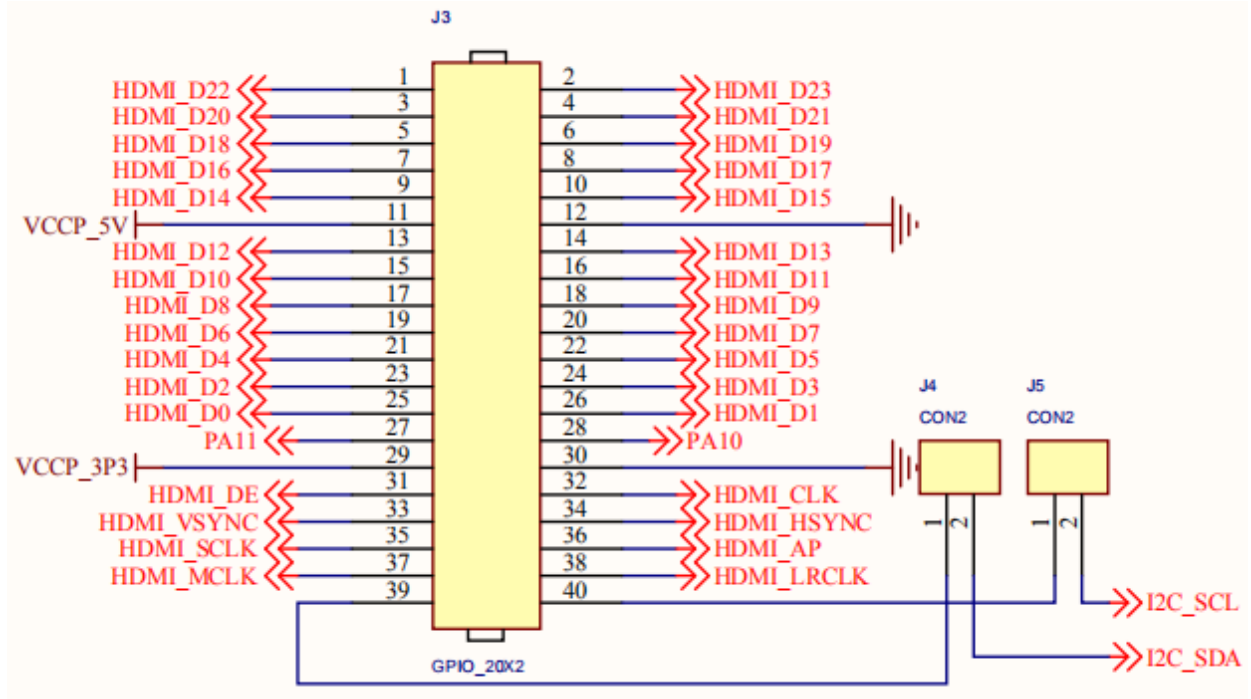 J3
HDMI_D22 1 2 HDMI_D23
HDMI_D20 3 4 HDMI_D21
HDMI_D18 5 6 HDMI_D19
HDMI_D16 7 8 HDMI_D17
HDMI_D14 9 10 HDMI_D15
VCCP_5V 11 12
HDMI_D12 13 14 HDMI_D13
HDMI_D10 15 16 HDMI_D11
HDMI_D8 17 18 HDMI_D9
HDMI_D6 19 20 HDMI_D7
HDMI_D4 21 22 HDMI_D5
HDMI_D2 23 24 HDMI_D3
HDMI_D0 25 26 HDMI_D1
PA11 27 28 PA10
VCCP_3P3 29 30
HDMI_DE 31 32 HDMI_CLK
HDMI_VSYNC 33 34 HDMI_HSYNC
HDMI_SCLK 35 36 HDMI_AP
HDMI_MCLK 37 38 HDMI_LRCLK
39 40
GPIO_20X2
J4
CON2
1 2
J5
CON2
1 2
I2C_SCL
I2C_SDA